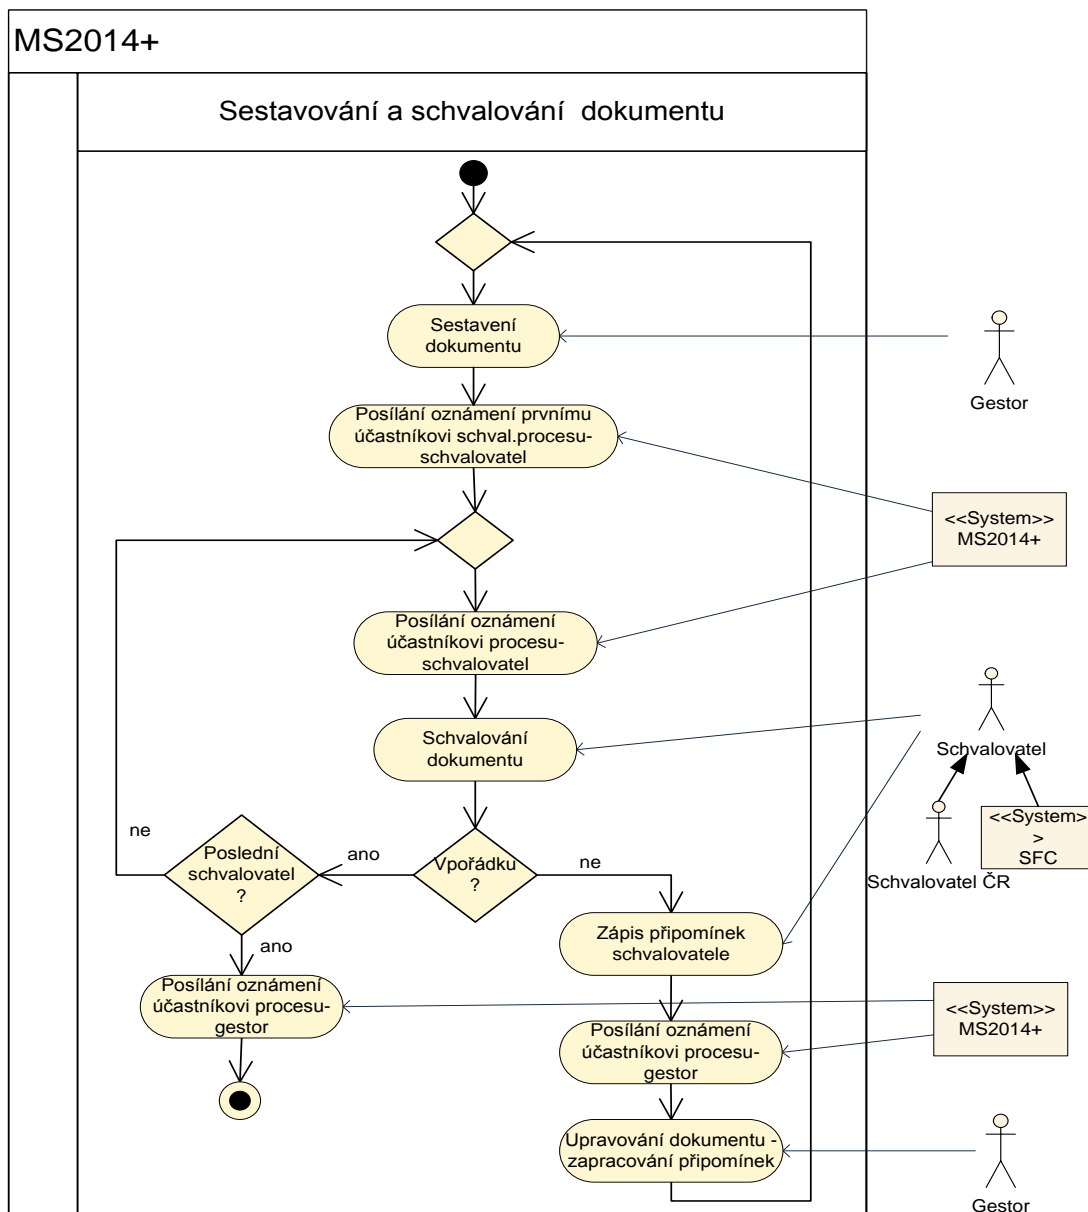 MS2014+
Sestavování a schvalování  dokumentu
Sestavení
dokumentu
Gestor
Posílání oznámení prvnímu
účastníkovi schval.procesu-
schvalovatel
<<System>>
MS2014+
Posílání oznámení
účastníkovi procesu-
schvalovatel
Schvalování
dokumentu
Schvalovatel
<<System>
>
SFC
Schvalovatel ČR
ne
Poslední
schvalovatel
?
ano
Vpořádku
?
ne
ano
Zápis připomínek
schvalovatele
Posílání oznámení
účastníkovi procesu-
gestor
<<System>>
MS2014+
Posílání oznámení
účastníkovi procesu-
gestor
Upravování dokumentu -
zapracování připomínek
Gestor